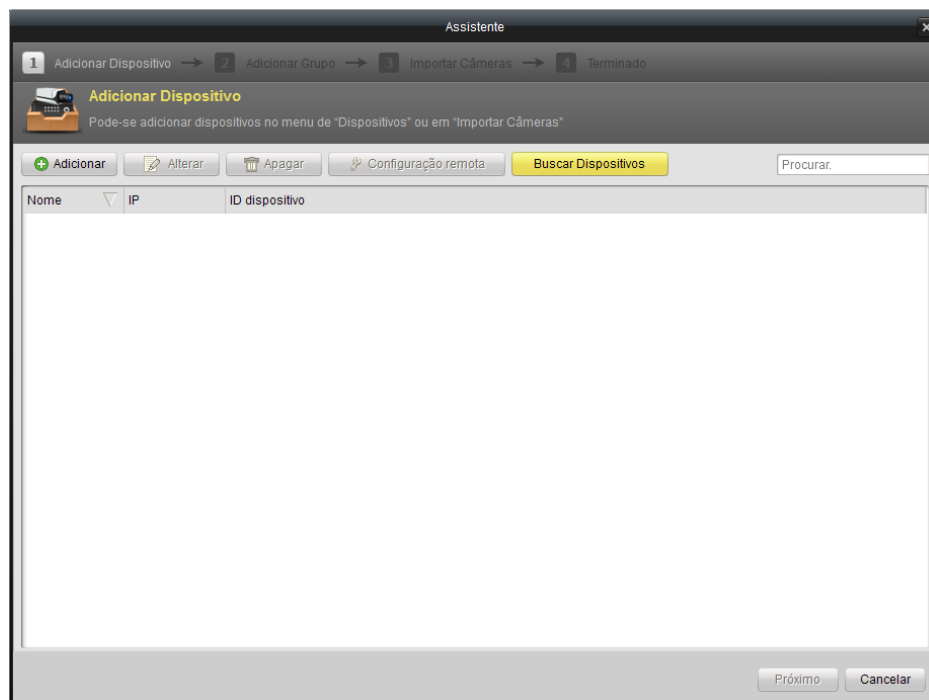 Assistente
1 Adicionar Dispositivo 2 Adicionar Grupo 3 Importar Câmeras 4 Terminado
Adicionar Dispositivo
Pode-se adicionar dispositivos no menu de "Dispositivos" ou em "Importar Câmeras"
Adicionar Alterar Apagar Configuração remota Buscar Dispositivos Procurar.
Nome IP ID dispositivo
Próximo Cancelar